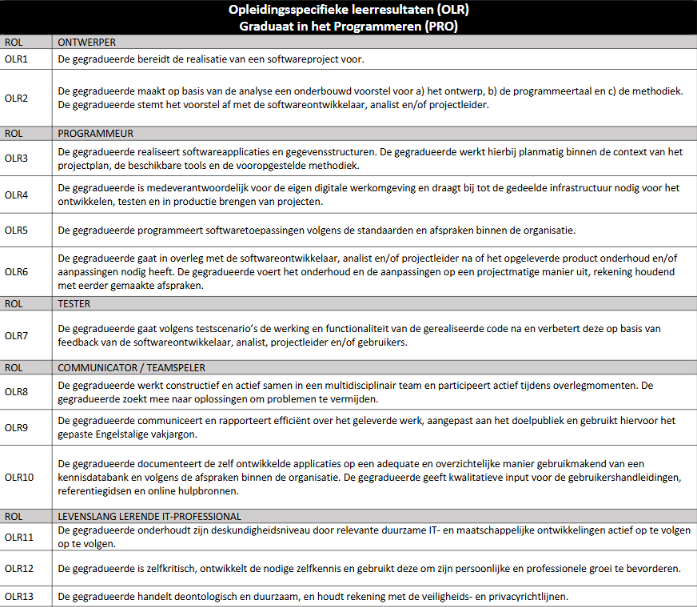 Opleidingsspecifieke leerresultaten (OLR)
Graduaat in het Programmeren (PRO)
ROL ONTWERPER
OLR1 De gegradueerde bereidt de realisatie van een softwareproject voor.
OLR2 De gegradueerde maakt op basis van de analyse een onderbouwd voorstel voor a) het ontwerp, b) de programmeertaal en c) de methodiek.
De gegradueerde stemt het voorstel af met de softwareontwikkelaar, analist en/of projectleider.
ROL PROGRAMMEUR
OLR3 De gegradueerde realiseert softwareapplicaties en gegevensstructuren. De gegradueerde werkt hierbij planmatig binnen de context van het
projectplan, de beschikbare tools en de vooropgestelde methodiek.
OLR4 De gegradueerde is medeverantwoordelijk voor de eigen digitale werkomgeving en draagt bij tot de gedeelde infrastructuur nodig voor het
ontwikkelen, testen en in productie brengen van projecten.
OLR5 De gegradueerde programmeert softwaretoepassingen volgens de standaarden en afspraken binnen de organisatie.
OLR6 De gegradueerde gaat in overleg met de softwareontwikkelaar, analist en/of projectleider na of het opgeleverde product onderhoud en/of
aanpassingen nodig heeft. De gegradueerde voert het onderhoud en de aanpassingen op een projectmatige manier uit, rekening houdend
met eerder gemaakte afspraken.
ROL TESTER
OLR7 De gegradueerde gaat volgens testscenario's de werking en functionaliteit van de gerealiseerde code na en verbetert deze op basis van
feedback van de softwareontwikkelaar, analist, projectleider en/of gebruikers.
ROL COMMUNICATOR / TEAMSPELER
OLR8 De gegradueerde werkt constructief en actief samen in een multidisciplinair team en participeert actief tijdens overlegmomenten. De
gegradueerde zoekt mee naar oplossingen om problemen te vermijden.
OLR9 De gegradueerde communiceert en rapporteert efficiënt over het geleverde werk, aangepast aan het doelpubliek en gebruikt hiervoor het
gepaste Engelstalige vakjargon.
OLR10 De gegradueerde documenteert de zelf ontwikkelde applicaties op een adequate en overzichtelijke manier gebruikmakend van een
kennisdatabank en volgens de afspraken binnen de organisatie. De gegradueerde geeft kwalitatieve input voor de gebruikershandleidingen,
referentiegidsen en online hulpbronnen.
ROL LEVENSLANG LERENDE IT-PROFESSIONAL
OLR11 De gegradueerde onderhoudt zijn deskundigheidsniveau door relevante duurzame IT- en maatschappelijke ontwikkelingen actief op te volgen
op te volgen.
OLR12 De gegradueerde is zelfkritisch, ontwikkelt de nodige zelfkennis en gebruikt deze om zijn persoonlijke en professionele groei te bevorderen.
OLR13 De gegradueerde handelt deontologisch en duurzaam, en houdt rekening met de veiligheids- en privacyrichtlijnen.